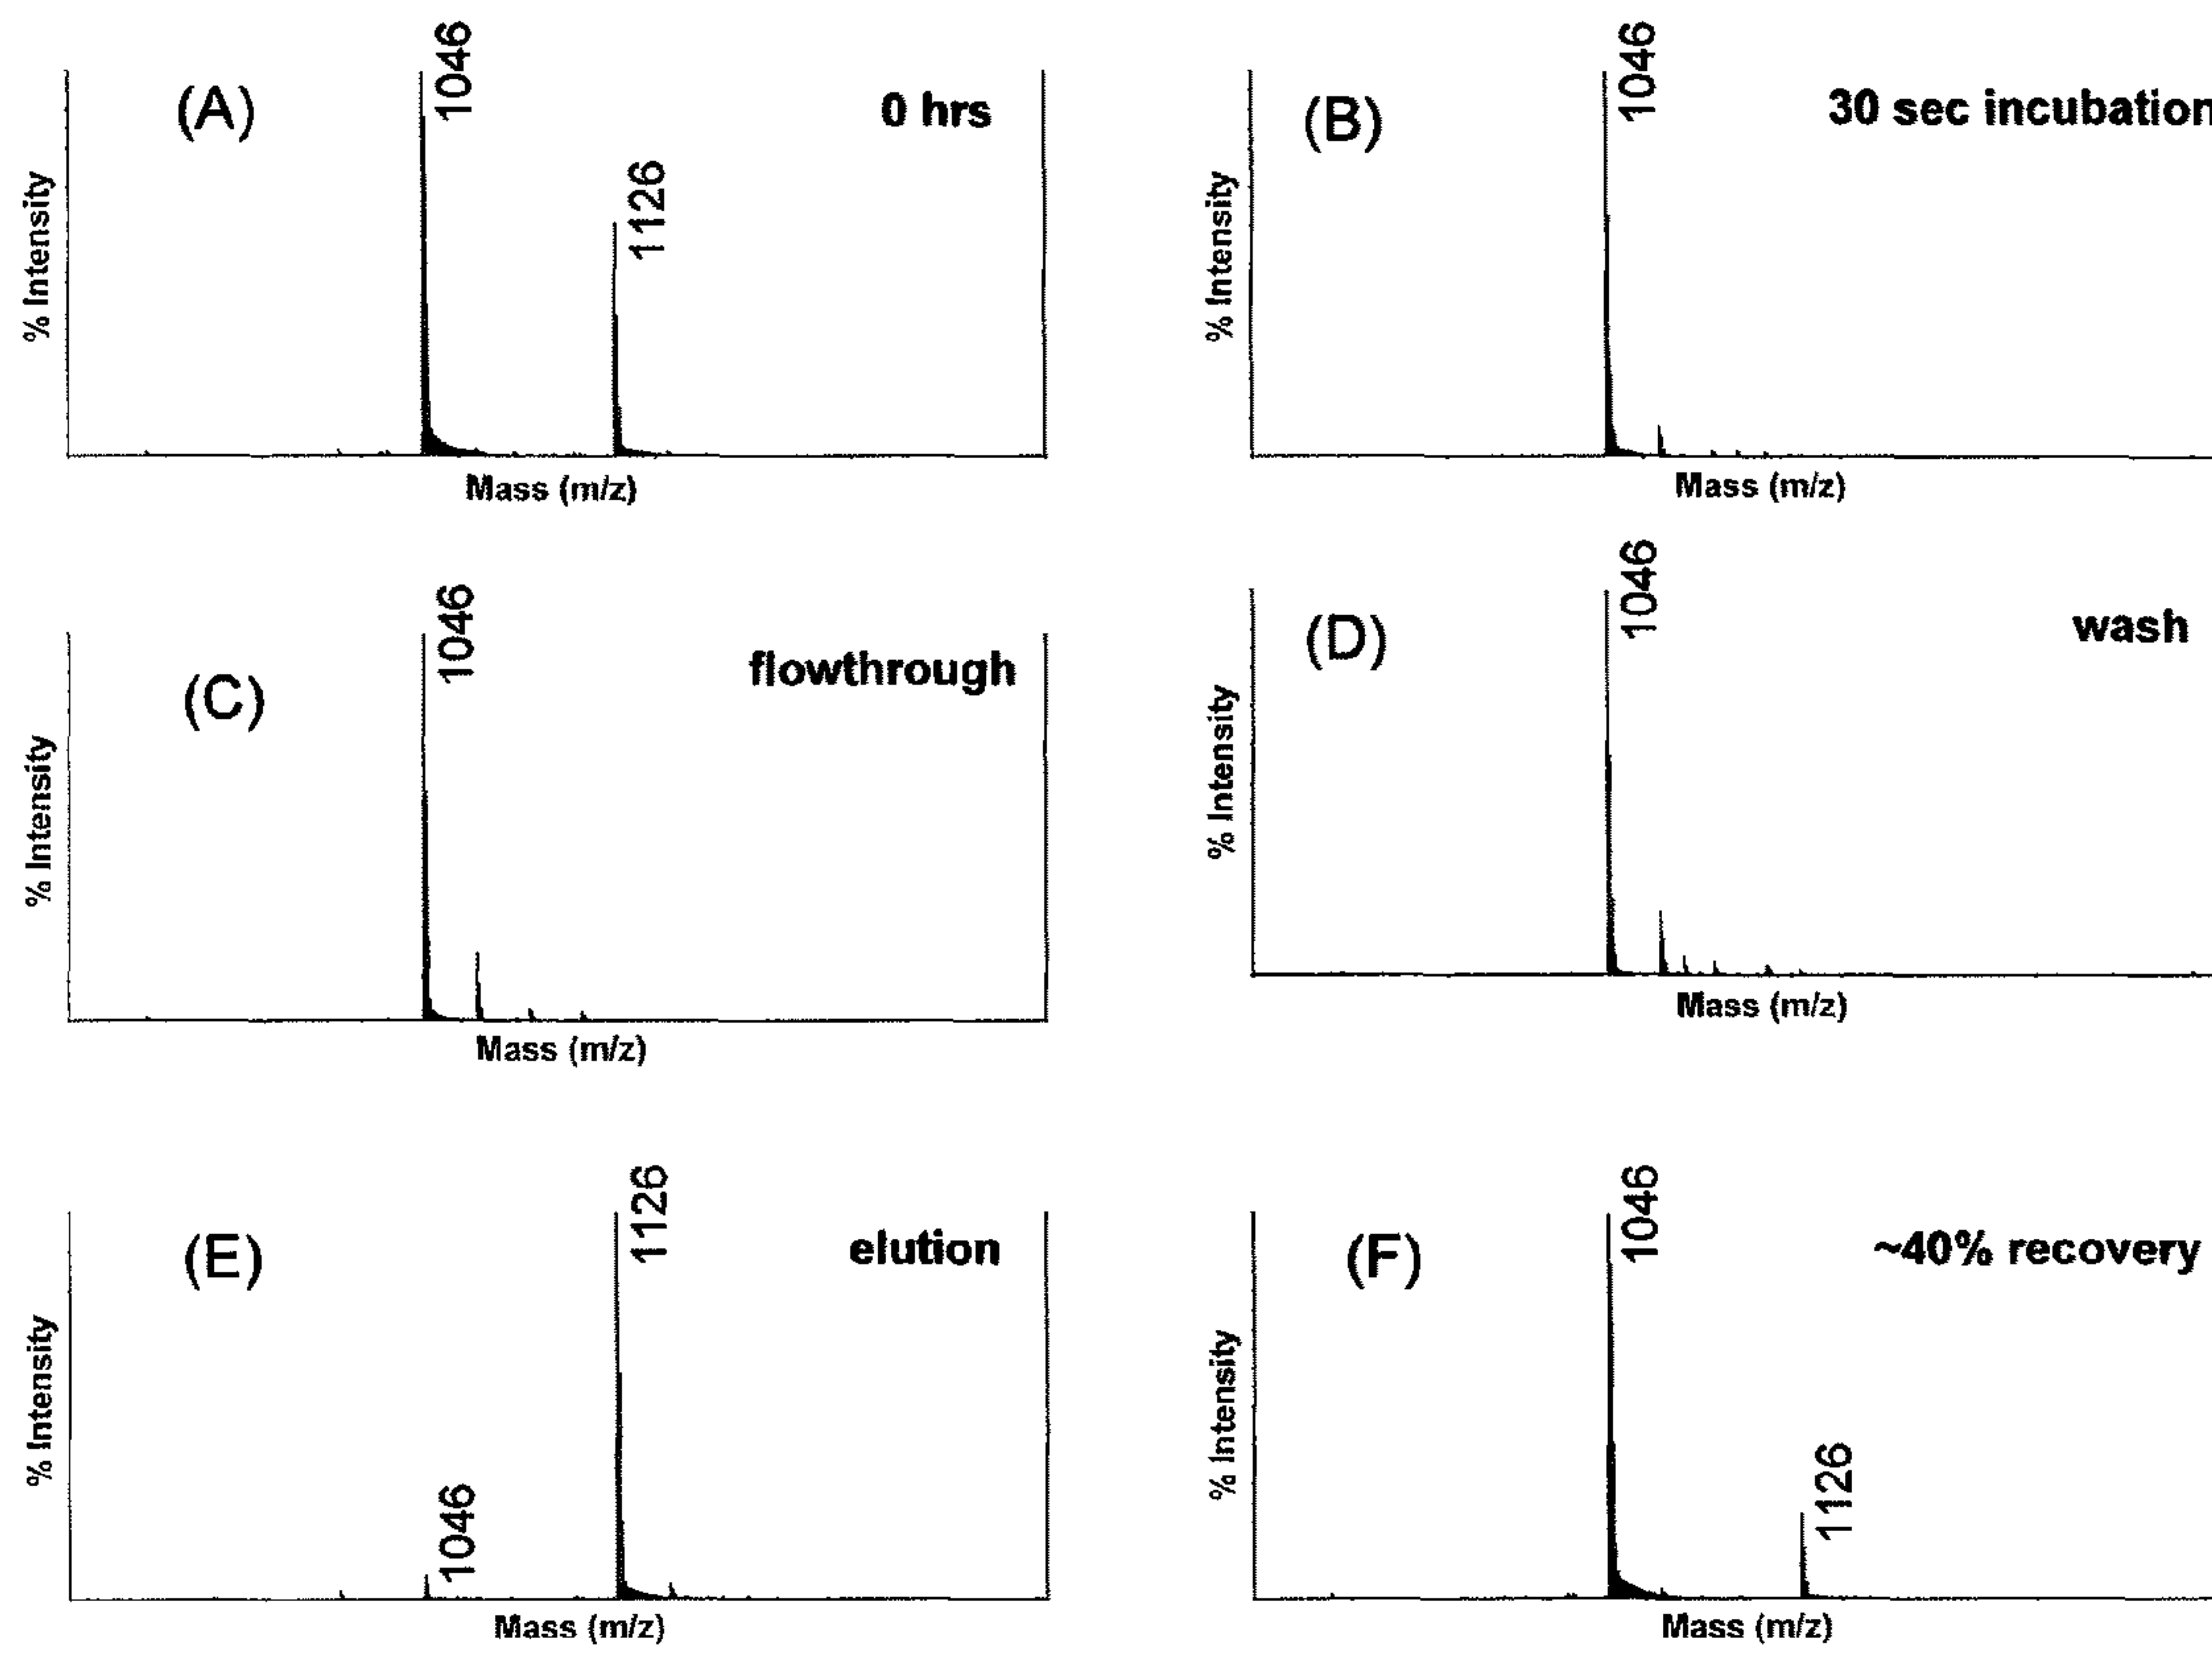 (A)
0 hrs
1046
1126
% Intensity
Mass (m/z)
(B)
30 sec incubation
1046
% Intensity
Mass (m/z)
(C)
flowthrough
1046
% Intensity
Mass (m/z)
(D)
wash
1046
% Intensity
Mass (m/z)
(E)
elution
1046
1126
% Intensity
Mass (m/z)
(F)
~40% recovery
1046
1126
% Intensity
Mass (m/z)